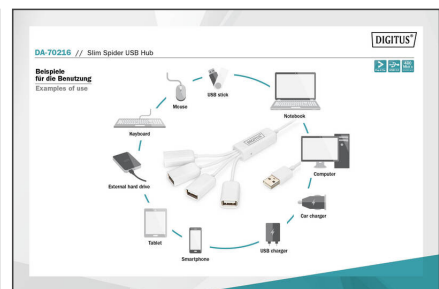 DIGITUS®
DA-70216 // Slim Spider USB Hub
Beispiele
für die Benutzung
Examples of use
USB stick
Mouse
Notebook
Keyboard
DIGITUS
Computer
External hard drive
Car charger
Tablet
USB charger
Smartphone